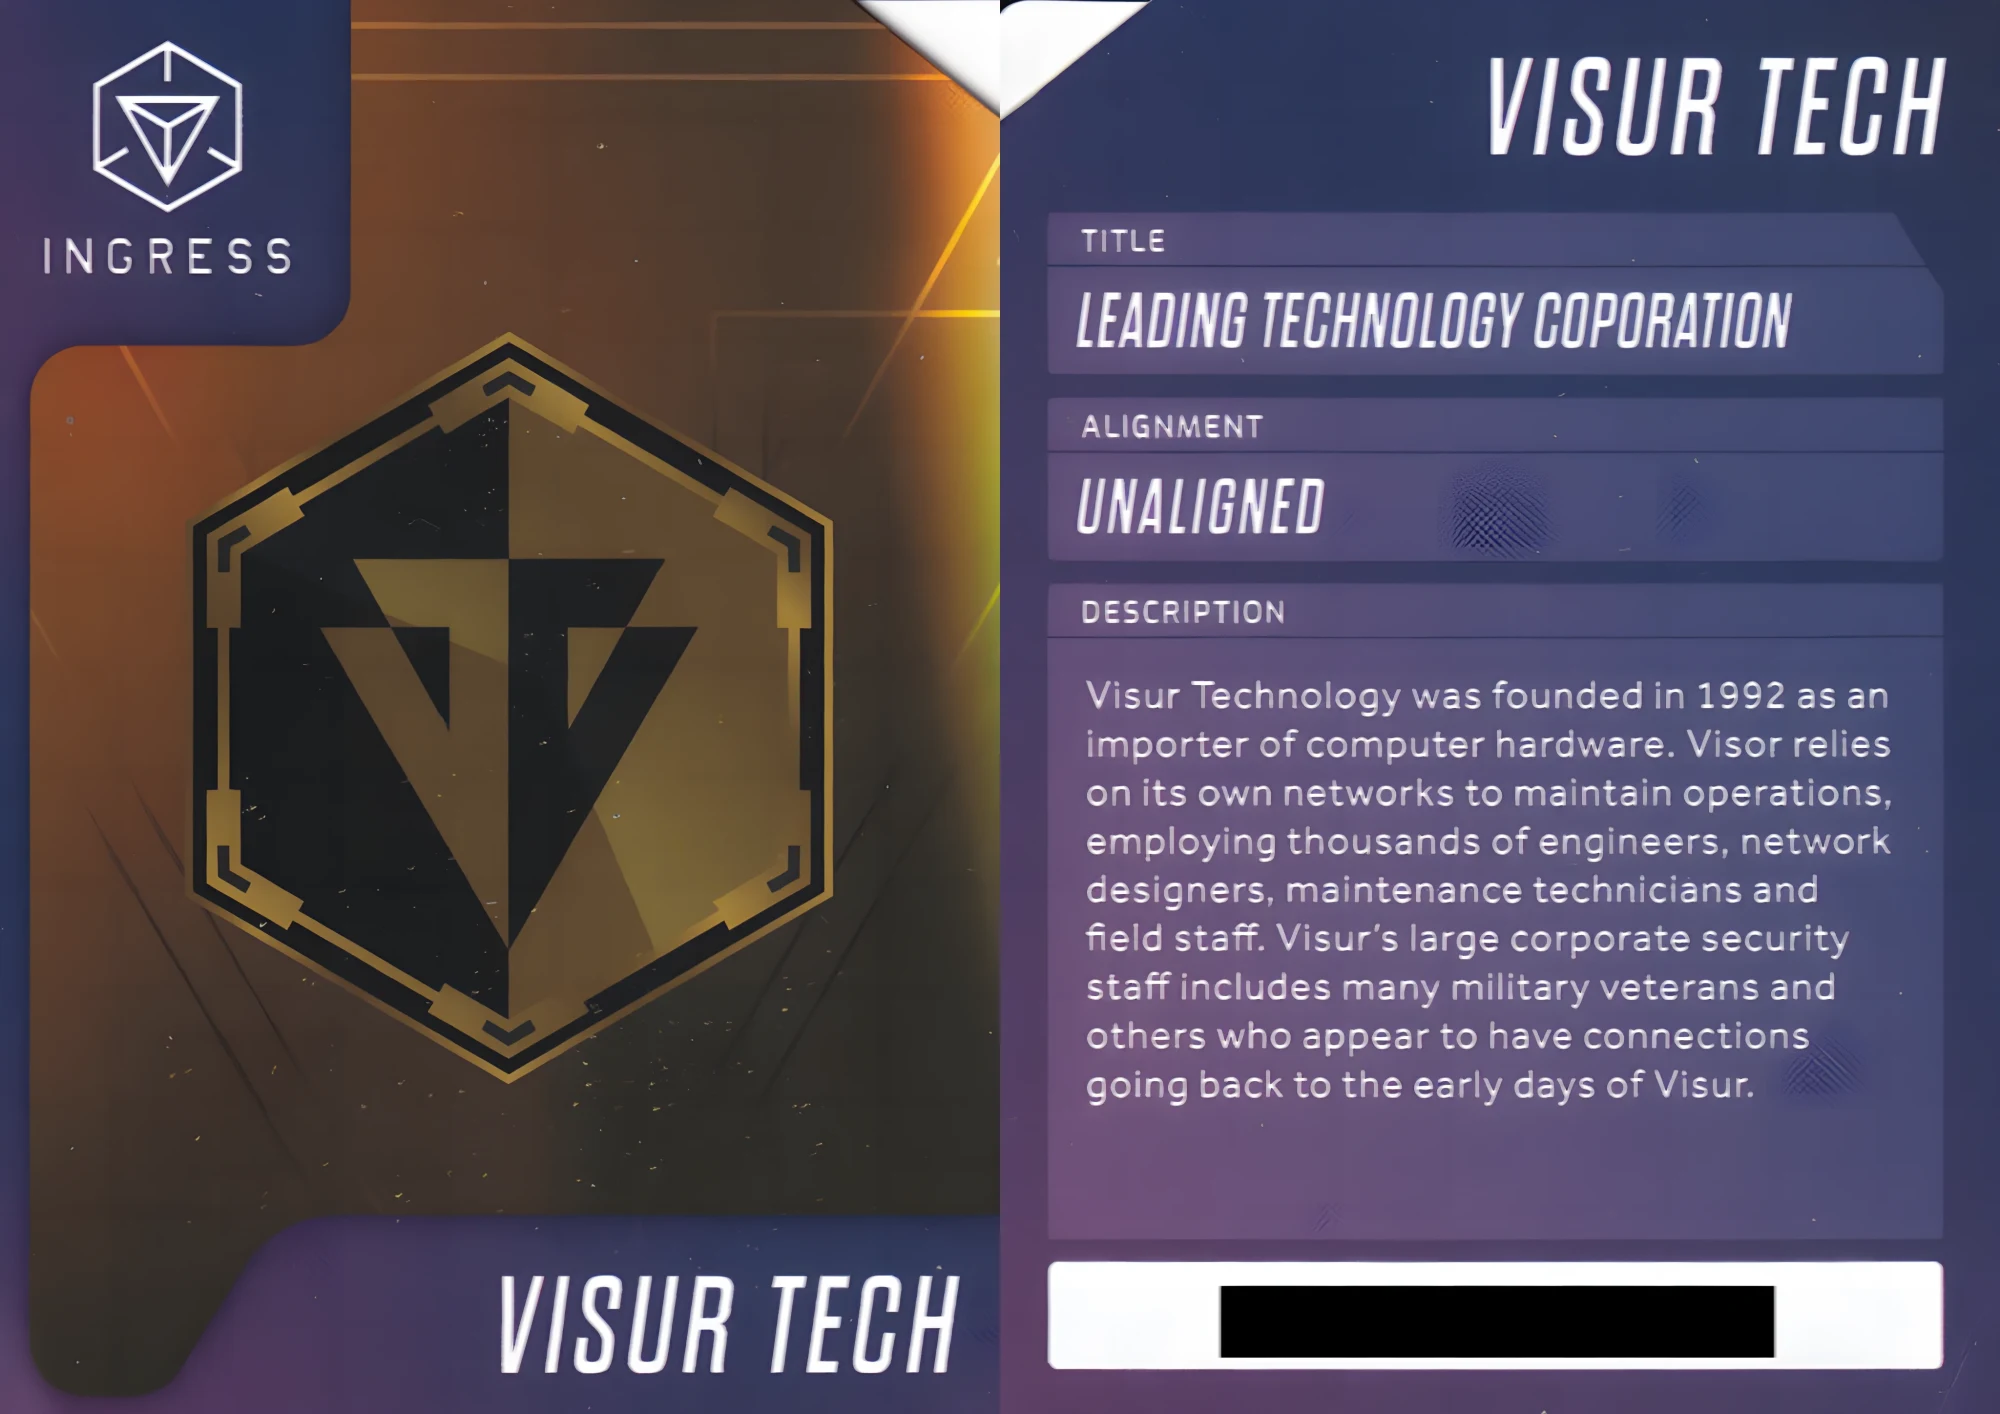 INGRESS
VISUR TECH
VISUR TECH
TITLE
LEADING TECHNOLOGY COPORATION
ALIGNMENT
UNALIGNED
DESCRIPTION
Visur Technology was founded in 1992 as an
importer of computer hardware. Visor relies
on its own networks to maintain operations,
employing thousands of engineers, network
designers, maintenance technicians and
field staff. Visur's large corporate security
staff includes many military veterans and
others who appear to have connections
going back to the early days of Visur.